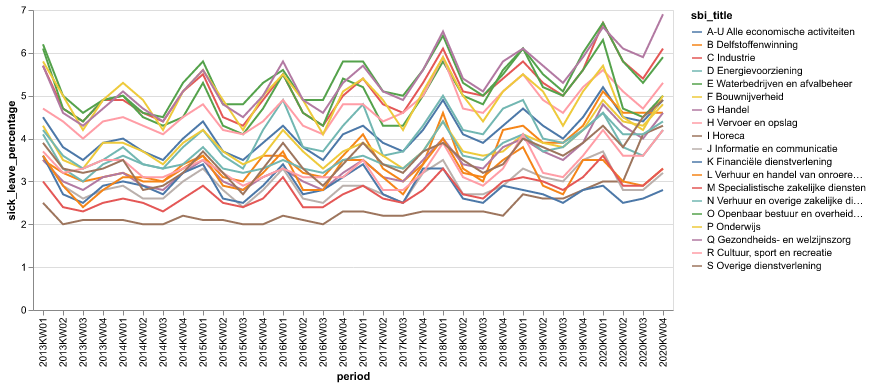 7
6
5
4
3
2
1
0
sick_leave_percentage
2013KW01
2013KW02
2013KW03
2013KW04
2014KW01
2014KW02
2014KW03
2014KW04
2015KW01
2015KW02
2015KW03
2015KW04
2016KW01
2016KW02
2016KW03
2016KW04
2017KW01
2017KW02
2017KW03
2017KW04
2018KW01
2018KW02
2018KW03
2018KW04
2019KW01
2019KW02
2019KW03
2019KW04
2020KW01
2020KW02
2020KW03
2020KW04
period
sbi_title
A-U Alle economische activiteiten
B Delfstoffenwinning
C Industrie
D Energievoorziening
E Waterbedrijven en afvalbeheer
F Bouwnijverheid
G Handel
H Vervoer en opslag
I Horeca
J Informatie en communicatie
K Financiële dienstverlening
L Verhuur en handel van onroere…
M Specialistische zakelijke diensten
N Verhuur en overige zakelijke di…
O Openbaar bestuur en overheid…
P Onderwijs
Q Gezondheids- en welzijnszorg
R Cultuur, sport en recreatie
S Overige dienstverlening